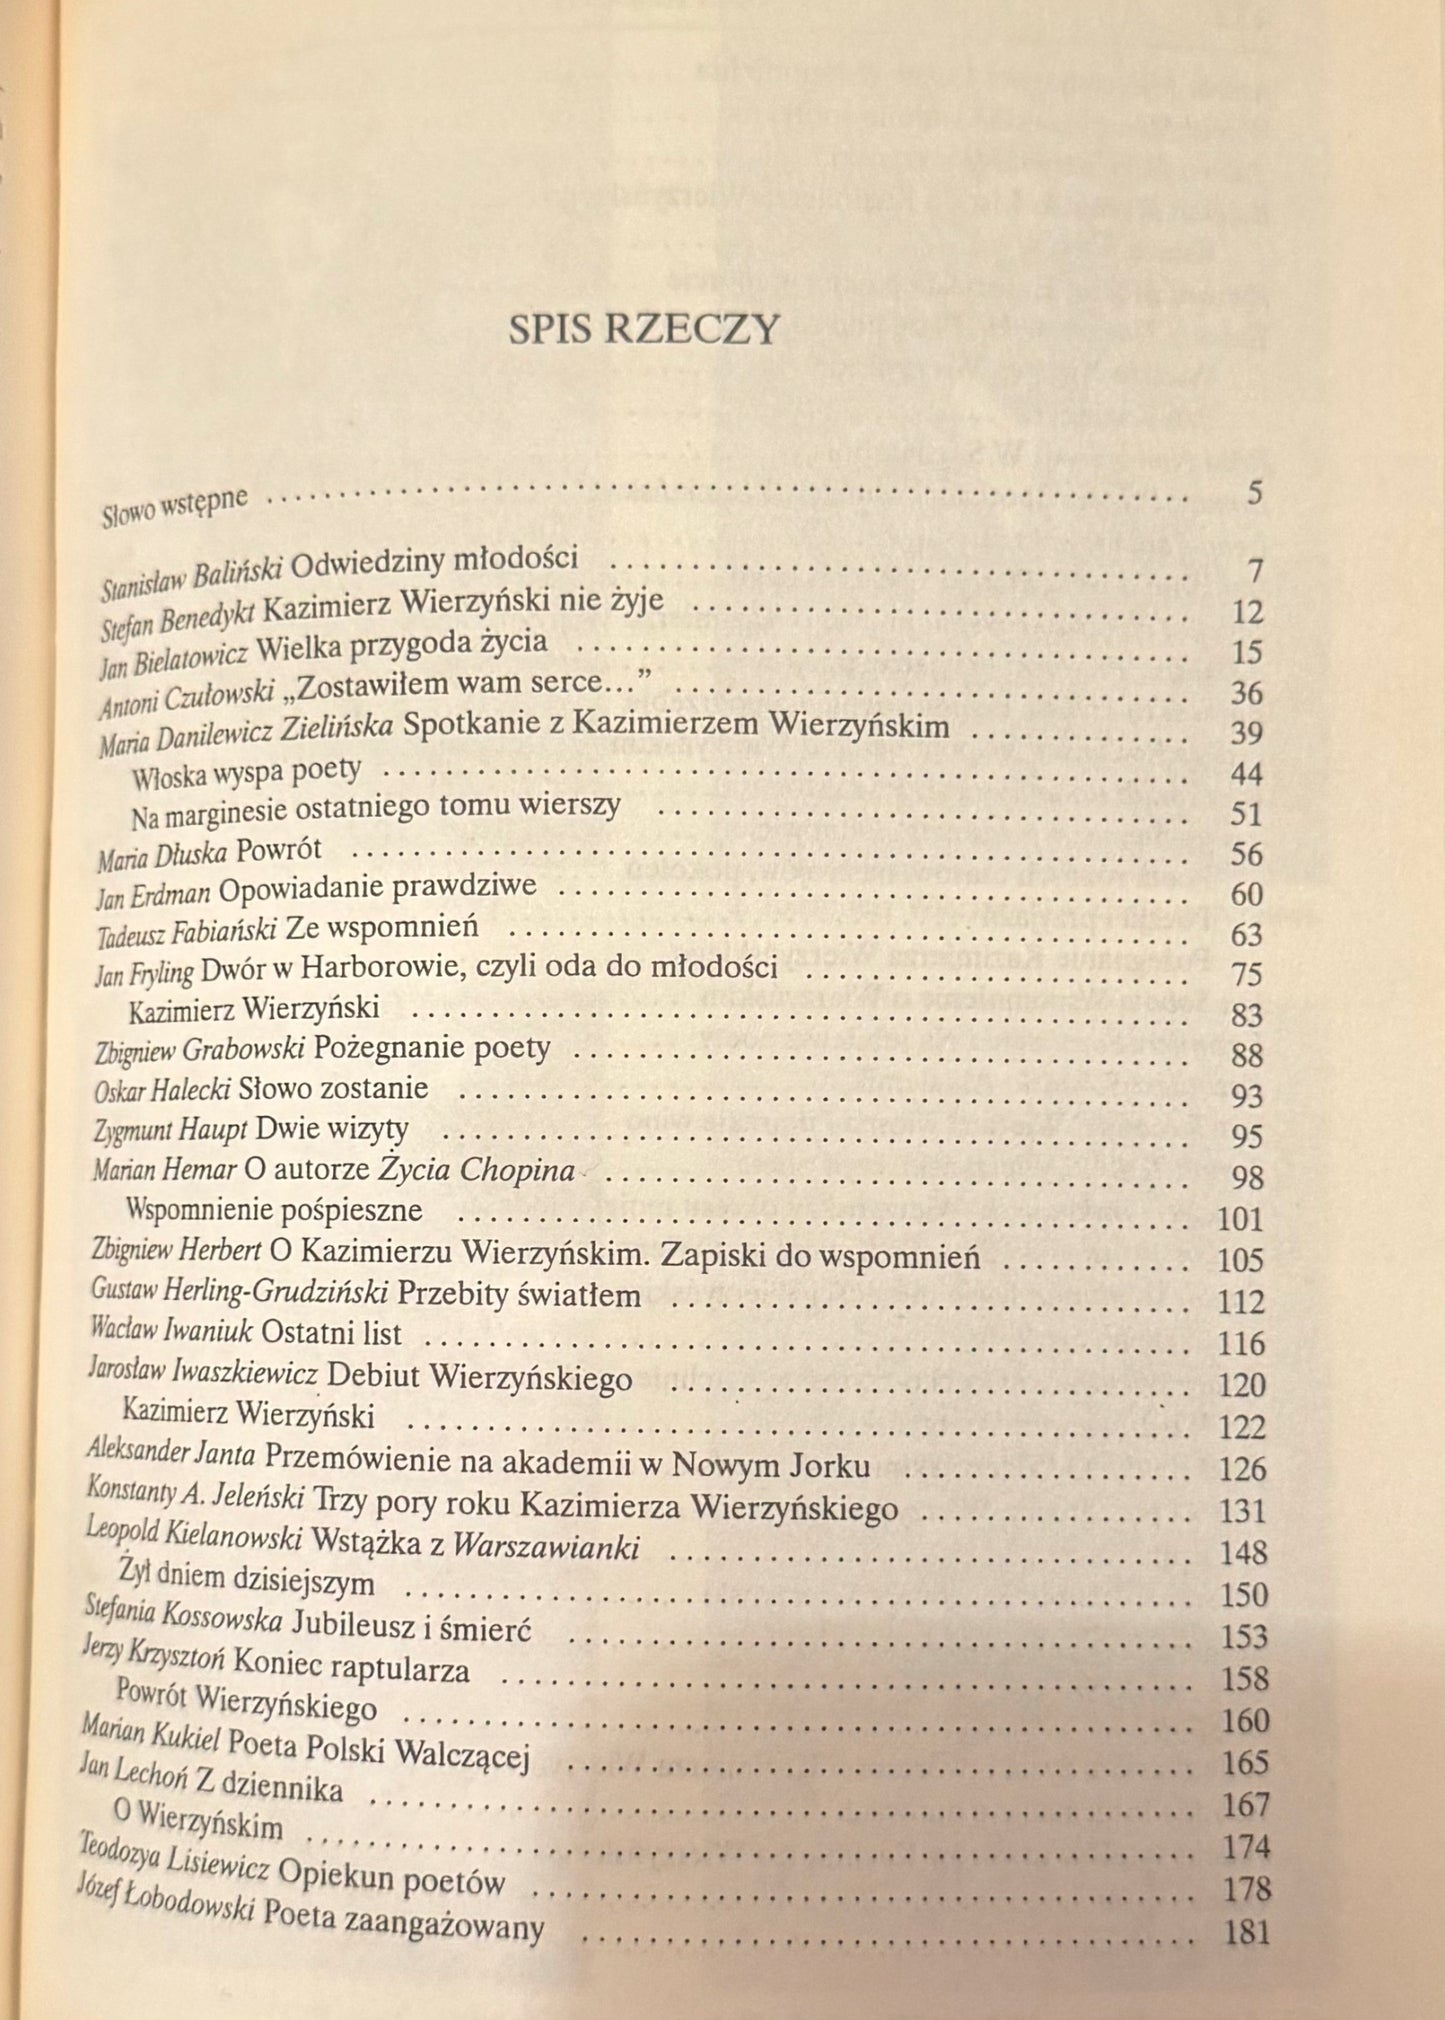 SPIS RZECZY
Słowo wstępne . . . . . . . . . . 5
Stanisław Baliński Odwiedziny młodości . . . . . . . . . . 7
Stefan Benedykt Kazimierz Wierzyński nie żyje . . . . . . . . . . 12
Jan Bielatowicz Wielka przygoda życia . . . . . . . . . . 15
Antoni Czułowski „Zostawiłem wam serce...” . . . . . . . . . . 36
Maria Danilewicz Zielińska Spotkanie z Kazimierzem Wierzyńskim . . . . . . . . . . 39
Włoska wyspa poety . . . . . . . . . . 44
Na marginesie ostatniego tomu wierszy . . . . . . . . . . 51
Maria Dłuska Powrót . . . . . . . . . . 56
Jan Erdman Opowiadanie prawdziwe . . . . . . . . . . 60
Tadeusz Fabiański Ze wspomnień . . . . . . . . . . 63
Jan Fryling Dwór w Harborowie, czyli oda do młodości . . . . . . . . . . 75
Kazimierz Wierzyński . . . . . . . . . . 83
Zbigniew Grabowski Pożegnanie poety . . . . . . . . . . 88
Oskar Halecki Słowo zostanie . . . . . . . . . . 93
Zygmunt Haupt Dwie wizyty . . . . . . . . . . 95
Marian Hemar O autorze Życia Chopina . . . . . . . . . . 98
Wspomnienie pośpieszne . . . . . . . . . . 101
Zbigniew Herbert O Kazimierzu Wierzyńskim. Zapiski do wspomnień . . . . . . . . . . 105
Gustaw Herling-Grudziński Przebity światłem . . . . . . . . . . 112
Wacław Iwaniuk Ostatni list . . . . . . . . . . 116
Jarosław Iwaszkiewicz Debiut Wierzyńskiego . . . . . . . . . . 120
Kazimierz Wierzyński . . . . . . . . . . 122
Aleksander Janta Przemówienie na akademii w Nowym Jorku . . . . . . . . . . 126
Konstanty A. Jeleński Trzy pory roku Kazimierza Wierzyńskiego . . . . . . . . . . 131
Leopold Kielanowski Wstążka z Warszawianki . . . . . . . . . . 148
Żył dniem dzisiejszym . . . . . . . . . . 150
Stefania Kossowska Jubileusz i śmierć . . . . . . . . . . 153
Jerzy Krzysztoń Koniec raptularza . . . . . . . . . . 158
Powrót Wierzyńskiego . . . . . . . . . . 160
Marian Kukiel Poeta Polski Walczącej . . . . . . . . . . 165
Jan Lechoń Z dziennika . . . . . . . . . . 167
O Wierzyńskim . . . . . . . . . . 174
Teodozya Lisiewicz Opiekun poetów . . . . . . . . . . 178
Józef Łobodowski Poeta zaangażowany . . . . . . . . . . 181